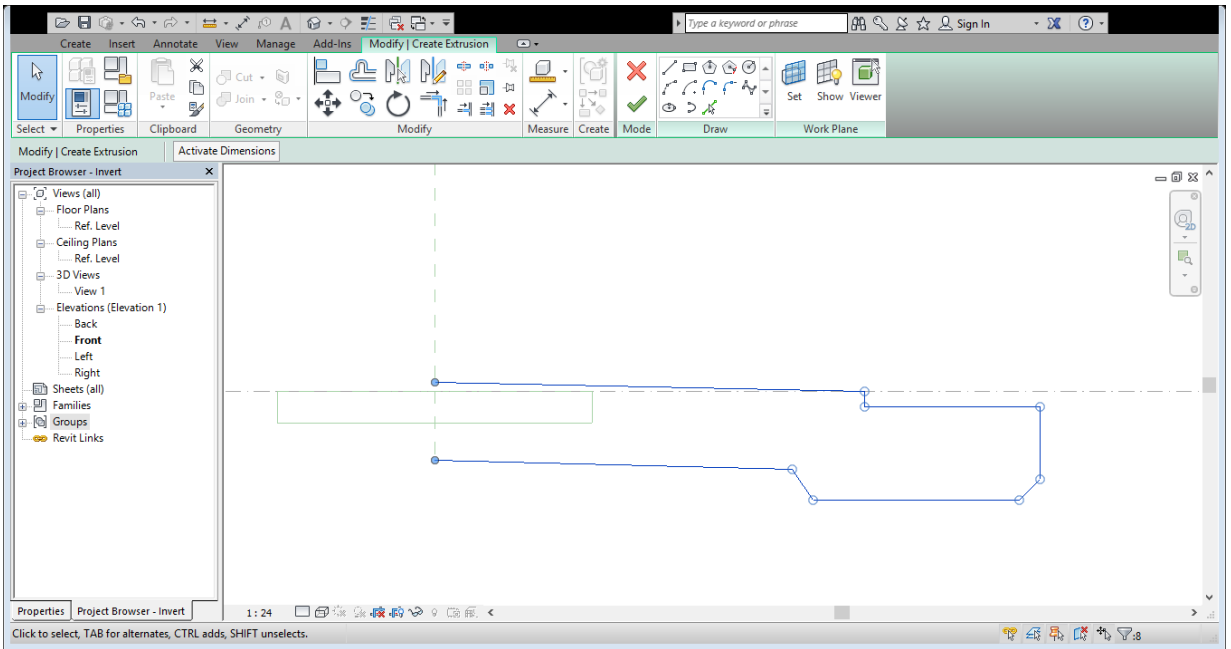 Type a keyword or phrase
Sign In
Create Insert Annotate View Manage Add-Ins Modify | Create Extrusion
Modify
Paste
Cut
Join
Set Show Viewer
Select Properties Clipboard Geometry Modify Measure Create Mode Draw Work Plane
Modify | Create Extrusion Activate Dimensions
Project Browser - Invert
Views (all)
Floor Plans
Ref. Level
Ceiling Plans
Ref. Level
3D Views
View 1
Elevations (Elevation 1)
Back
Front
Left
Right
Sheets (all)
Families
Groups
Revit Links
2D
Properties Project Browser - Invert 1 : 24
Click to select, TAB for alternates, CTRL adds, SHIFT unselects. :8